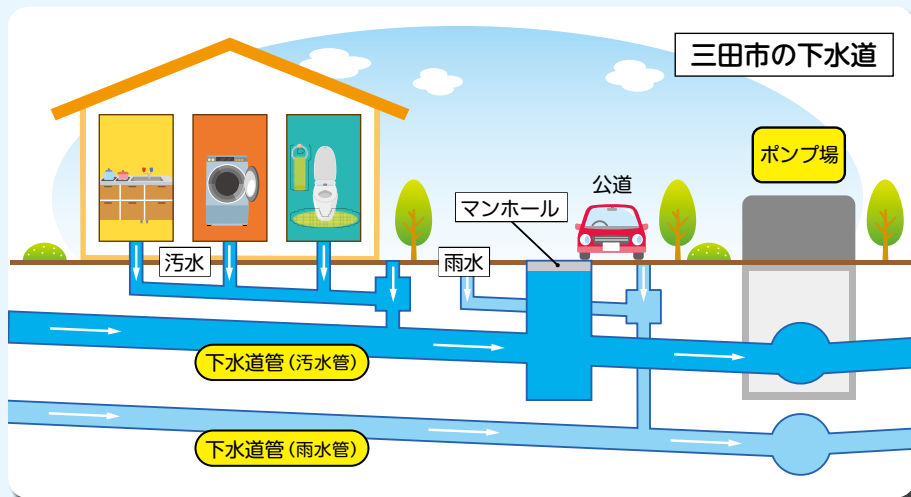 三田市の下水道
ポンプ場
公道
マンホール
汚水
雨水
下水道管(汚水管)
下水道管(雨水管)